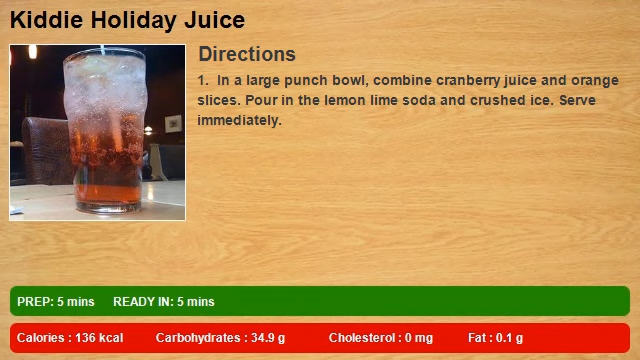 Kiddie Holiday Juice
Directions
1.  In a large punch bowl, combine cranberry juice and orange
slices. Pour in the lemon lime soda and crushed ice. Serve
immediately.
PREP: 5 mins READY IN: 5 mins
Calories : 136 kcal Carbohydrates : 34.9 g Cholesterol : 0 mg Fat : 0.1 g